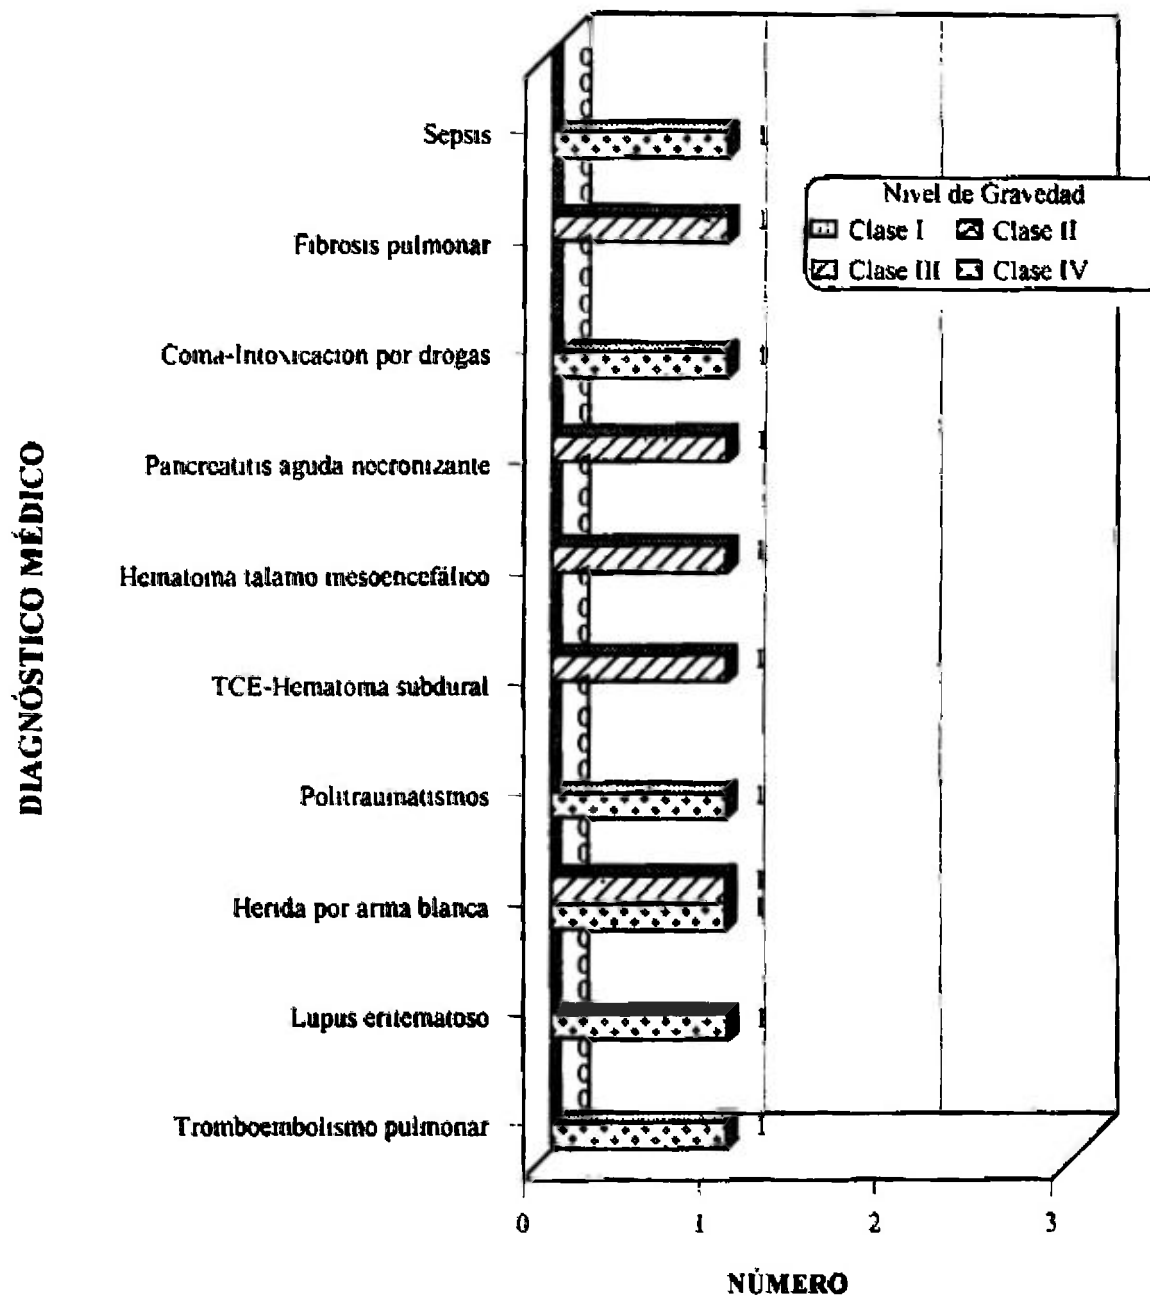 DIAGNÓSTICO MÉDICO
Sepsis
Fibrosis pulmonar
Coma-Intoxicacion por drogas
Pancreatitis aguda necronizante
Hematoma talamo mesoencefálico
TCE-Hematoma subdural
Politraumatismos
Herida por arma blanca
Lupus eritematoso
Tromboembolismo pulmonar
Nivel de Gravedad
Clase I Clase II
Clase III Clase IV
1
0 1 2 3
NÚMERO